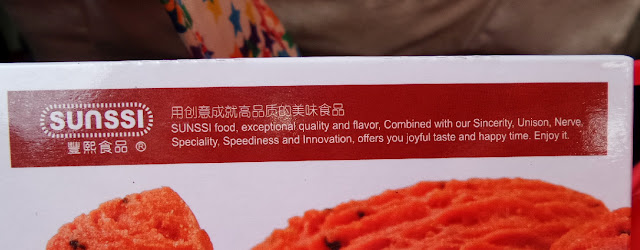 SUNSSI
豐熙食品 ®
用创意成就高品质的美味食品
SUNSSI food, exceptional quality and flavor, Combined with our Sincerity, Unison, Nerve,
Speciality, Speediness and Innovation, offers you joyful taste and happy time. Enjoy it.